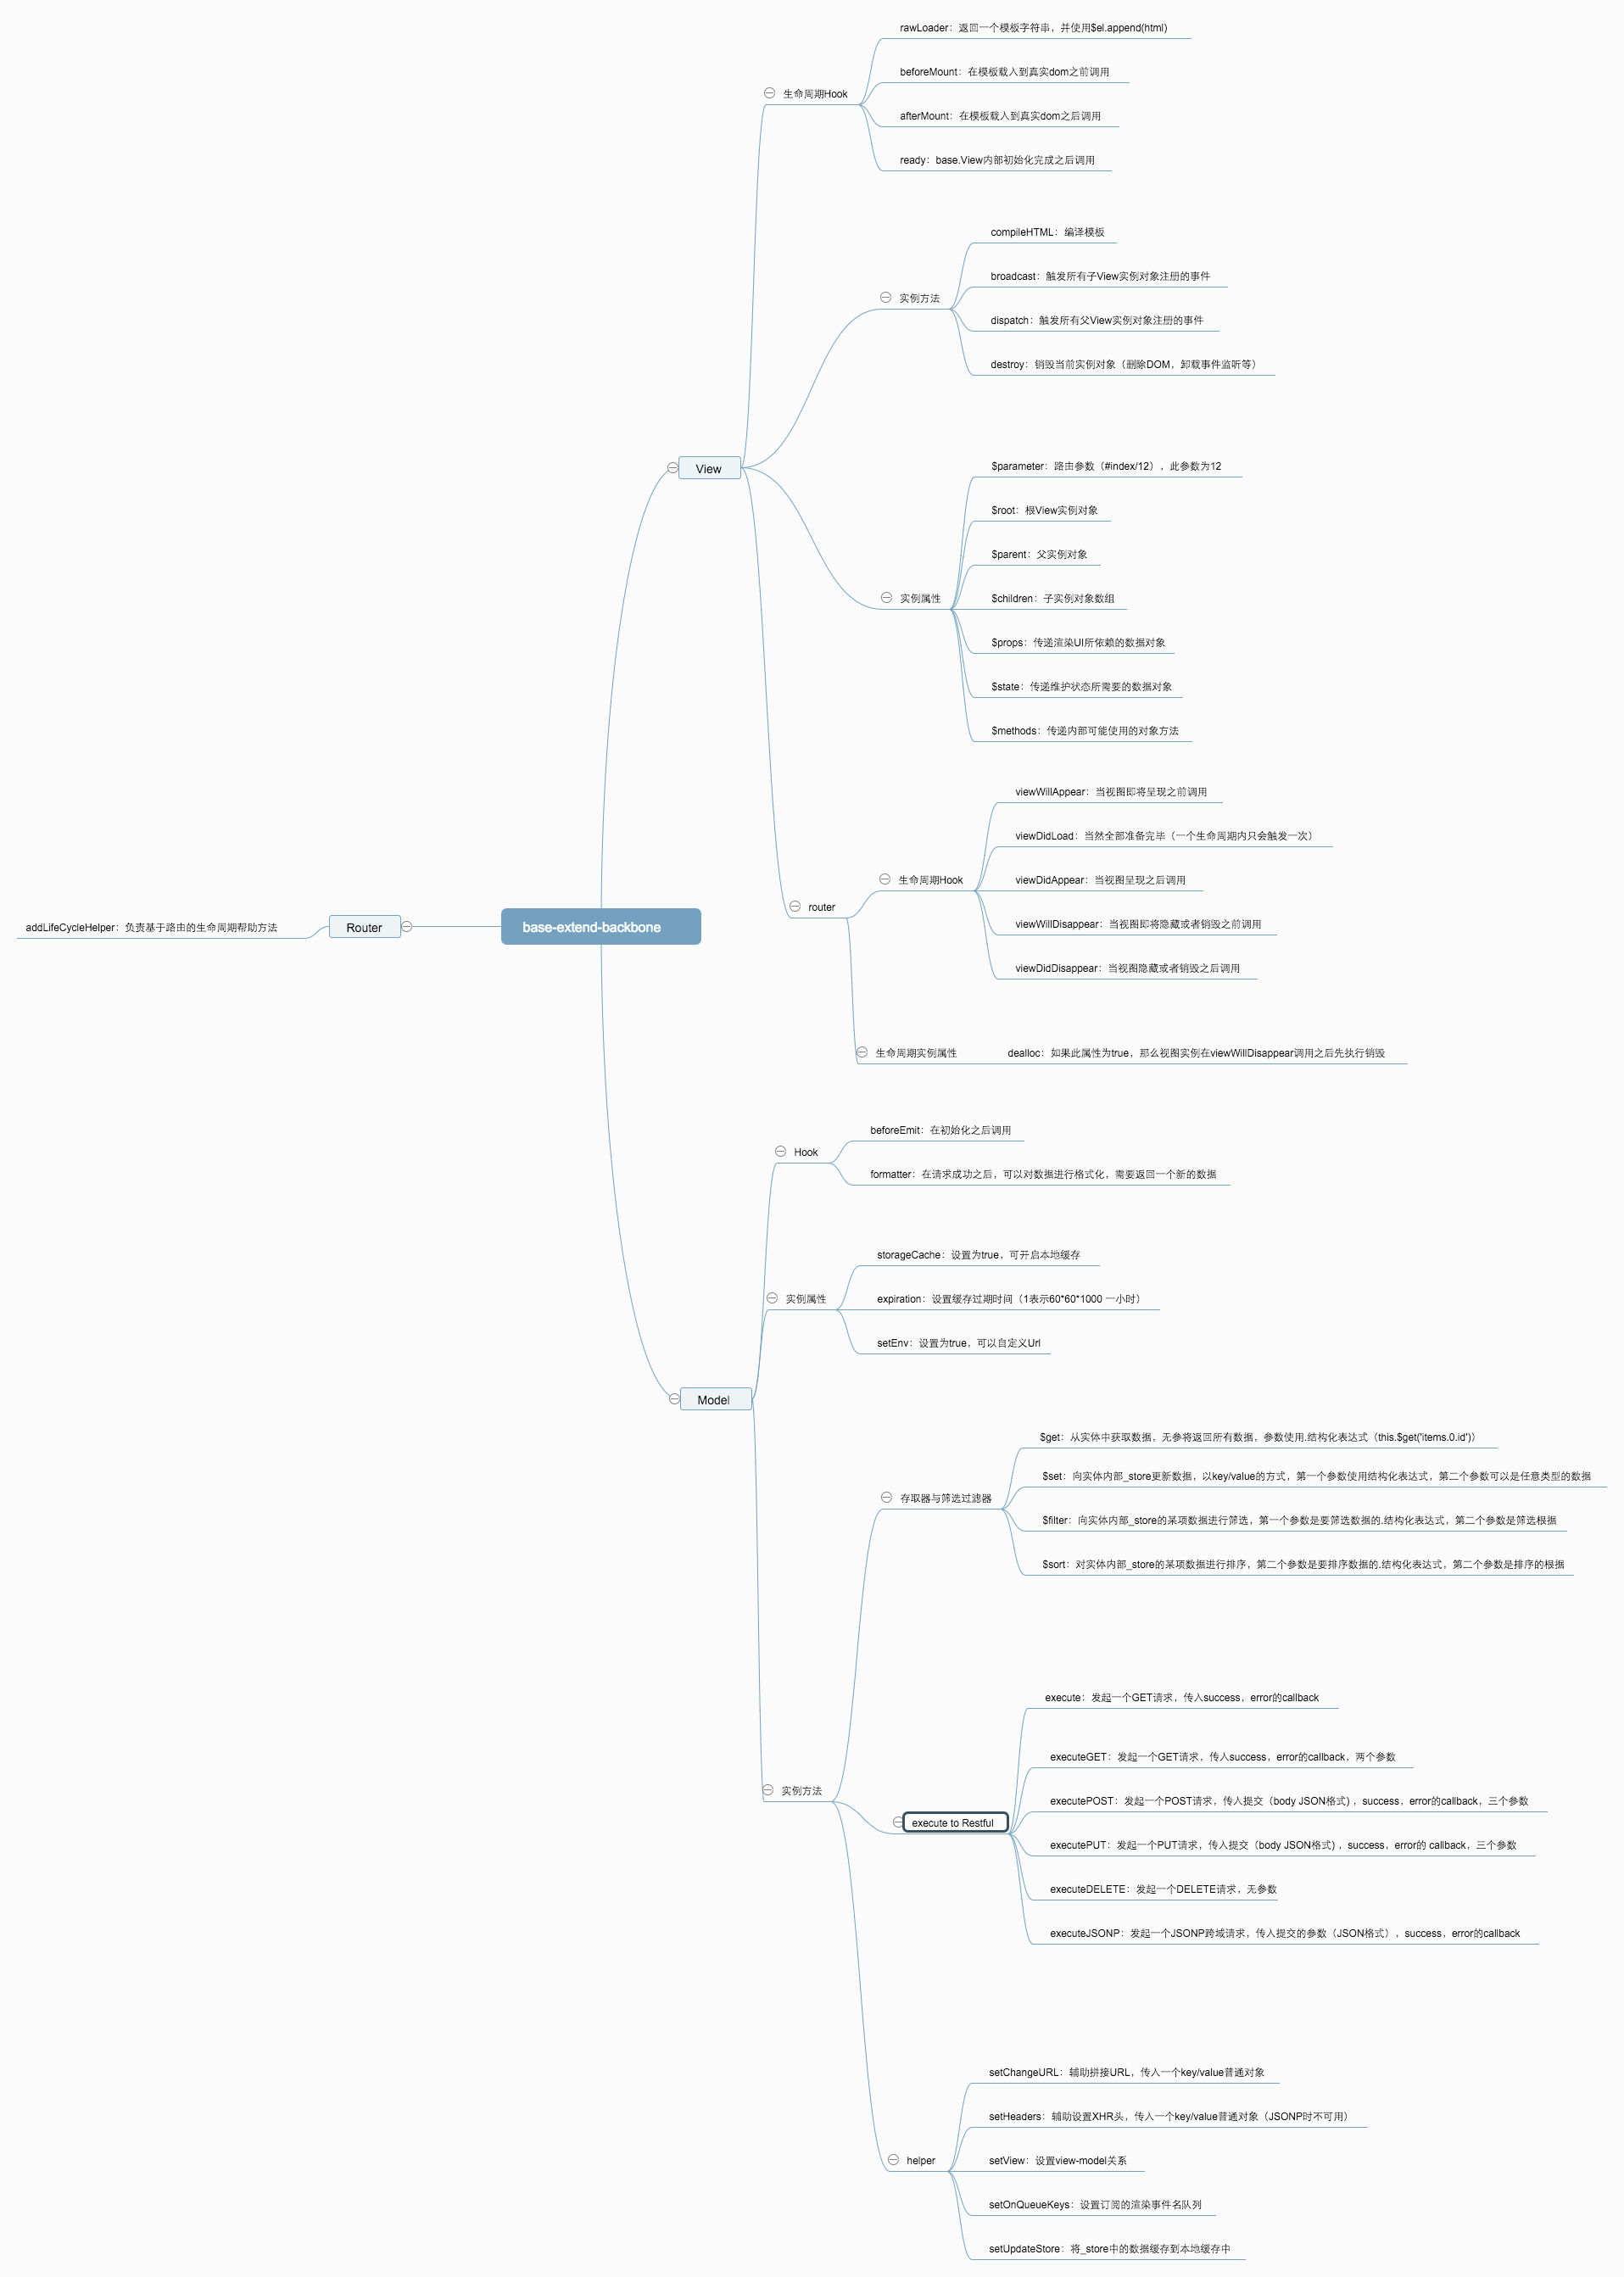 base-extend-backbone
Router
addLifeCycleHelper：负责基于路由的生命周期帮助方法
View
生命周期Hook
rawLoader：返回一个模板字符串，并使用$el.append(html)
beforeMount：在模板载入到真实dom之前调用
afterMount：在模板载入到真实dom之后调用
ready：base.View内部初始化完成之后调用
实例方法
compileHTML：编译模板
broadcast：触发所有子View实例对象注册的事件
dispatch：触发所有父View实例对象注册的事件
destroy：销毁当前实例对象（删除DOM，卸载事件监听等）
实例属性
$parameter：路由参数（#index/12），此参数为12
$root：根View实例对象
$parent：父实例对象
$children：子实例对象数组
$props：传递渲染UI所依赖的数据对象
$state：传递维护状态所需要的数据对象
$methods：传递内部可能使用的对象方法
router
生命周期Hook
viewWillAppear：当视图即将呈现之前调用
viewDidLoad：当然全部准备完毕（一个生命周期内只会触发一次）
viewDidAppear：当视图呈现之后调用
viewWillDisappear：当视图即将隐藏或者销毁之前调用
viewDidDisappear：当视图隐藏或者销毁之后调用
生命周期实例属性
dealloc：如果此属性为true，那么视图实例在viewWillDisappear调用之后先执行销毁
Model
Hook
beforeEmit：在初始化之后调用
formatter：在请求成功之后，可以对数据进行格式化，需要返回一个新的数据
实例属性
storageCache：设置为true，可开启本地缓存
expiration：设置缓存过期时间（1表示60*60*1000 一小时）
setEnv：设置为true，可以自定义Url
实例方法
存取器与筛选过滤器
$get：从实体中获取数据，无参将返回所有数据，参数使用.结构化表达式（this.$get('items.0.id')）
$set：向实体内部_store更新数据，以key/value的方式，第一个参数使用结构化表达式，第二个参数可以是任意类型的数据
$filter：向实体内部_store的某项数据进行筛选，第一个参数是要筛选数据的.结构化表达式，第二个参数是筛选根据
$sort：对实体内部_store的某项数据进行排序，第二个参数是要排序数据的.结构化表达式，第二个参数是排序的根据
execute to Restful
execute：发起一个GET请求，传入success，error的callback
executeGET：发起一个GET请求，传入success，error的callback，两个参数
executePOST：发起一个POST请求，传入提交（body JSON格式），success，error的callback，三个参数
executePUT：发起一个PUT请求，传入提交（body JSON格式），success，error的 callback，三个参数
executeDELETE：发起一个DELETE请求，无参数
executeJSONP：发起一个JSONP跨域请求，传入提交的参数（JSON格式），success，error的callback
helper
setChangeURL：辅助拼接URL，传入一个key/value普通对象
setHeaders：辅助设置XHR头，传入一个key/value普通对象（JSONP时不可用）
setView：设置view-model关系
setOnQueueKeys：设置订阅的渲染事件名队列
setUpdateStore：将_store中的数据缓存到本地缓存中